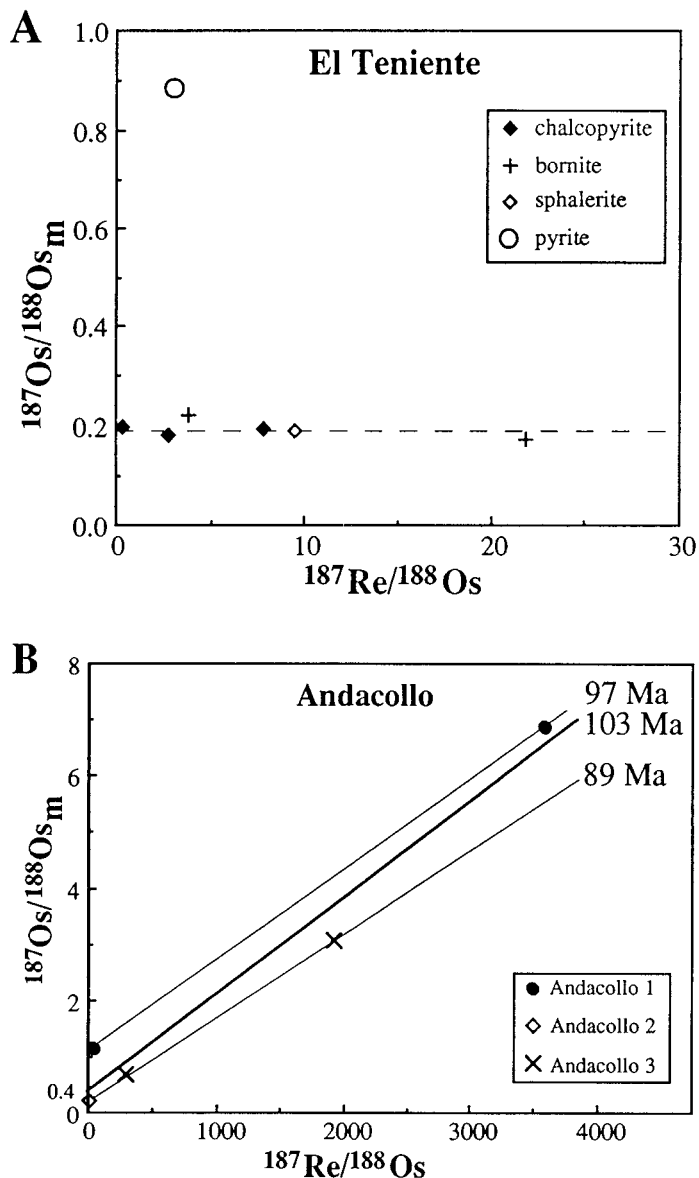 A
El Teniente
1.0
0.8
0.6
0.4
0.2
0.0
187Os/188Osm
chalcopyrite
bornite
sphalerite
pyrite
0
10
20
30
187Re/188Os
B
Andacollo
8
6
4
2
0.4
0
187Os/188Osm
97 Ma
103 Ma
89 Ma
Andacollo 1
Andacollo 2
Andacollo 3
0
1000
2000
3000
4000
187Re/188Os